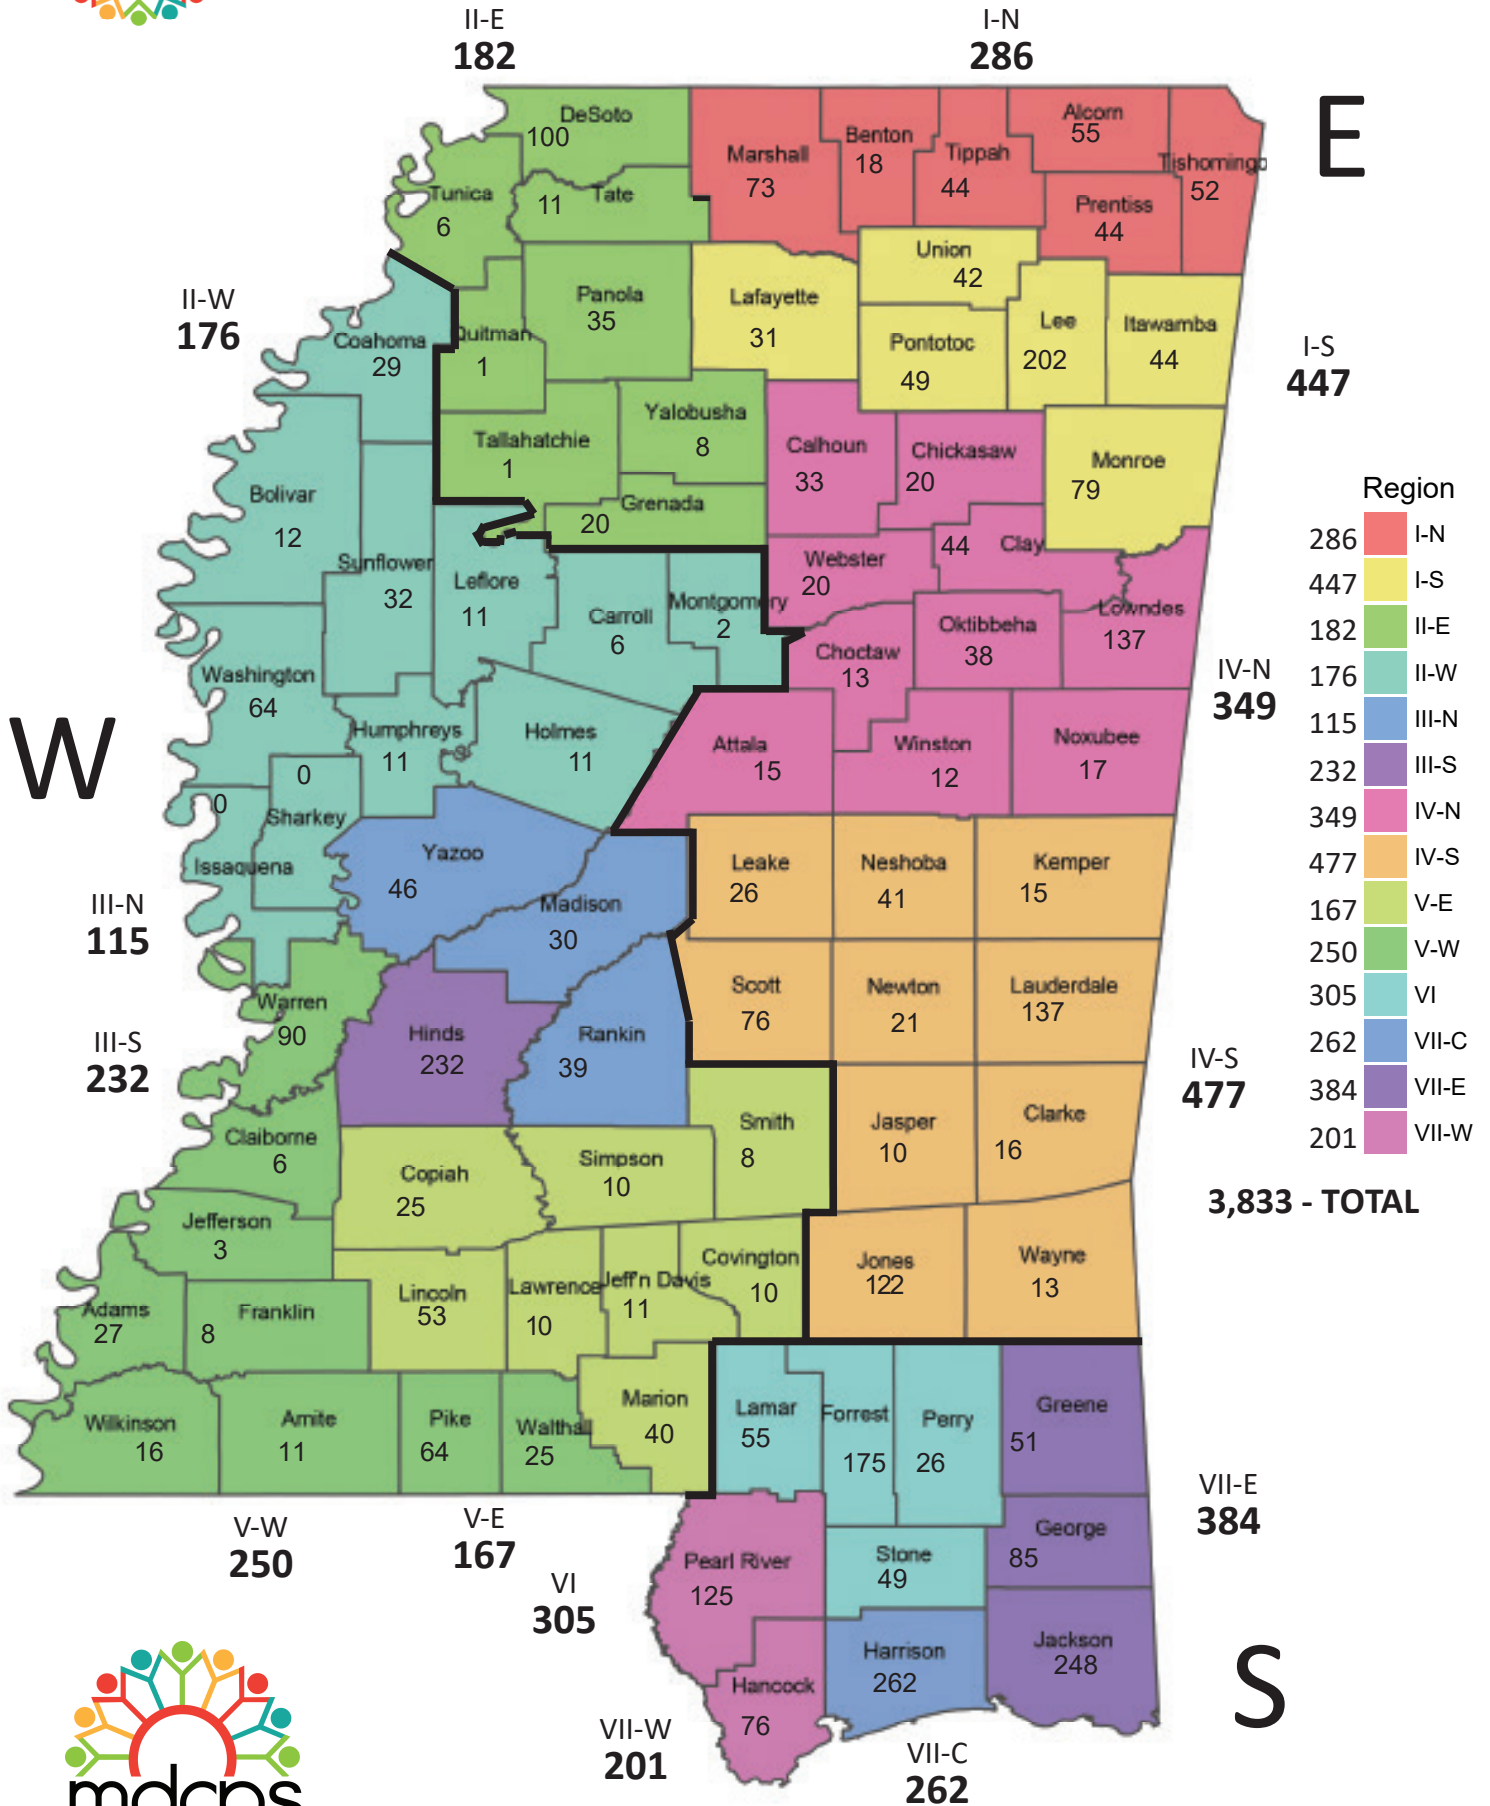 II-E
182
I-N
286
E
DeSoto
100
Marshall
73
Benton
18
Tippah
44
Alcorn
55
Tishomingo
52
Prentiss
44
Tunica
6
Tate
11
Union
42
II-W
176
Coahoma
29
Quitman
1
Panola
35
Lafayette
31
Pontotoc
49
Lee
202
Itawamba
44
I-S
447
Tallahatchie
1
Yalobusha
8
Calhoun
33
Chickasaw
20
Monroe
79
Bolivar
12
Grenada
20
Sunflower
32
Leflore
11
Carroll
6
Montgomery
2
Webster
20
Clay
44
Oktibbeha
38
Lowndes
137
Choctaw
13
IV-N
349
Washington
64
W
Humphreys
11
Holmes
11
Attala
15
Winston
12
Noxubee
17
0
Sharkey
0
Issaquena
Yazoo
46
Madison
30
Leake
26
Neshoba
41
Kemper
15
III-N
115
Warren
90
Hinds
232
Rankin
39
Scott
76
Newton
21
Lauderdale
137
III-S
232
IV-S
477
Claiborne
6
Copiah
25
Simpson
10
Smith
8
Jasper
10
Clarke
16
Jefferson
3
Adams
27
Franklin
8
Lincoln
53
Lawrence
10
Jeff'n Davis
11
Covington
10
Jones
122
Wayne
13
Wilkinson
16
Amite
11
Pike
64
Walthall
25
Marion
40
Lamar
55
Forrest
175
Perry
26
Greene
51
V-W
250
V-E
167
VI
305
VII-E
384
Pearl River
125
Stone
49
George
85
Hancock
76
Harrison
262
Jackson
248
S
VII-W
201
VII-C
262
Region
286 I-N
447 I-S
182 II-E
176 II-W
115 III-N
232 III-S
349 IV-N
477 IV-S
167 V-E
250 V-W
305 VI
262 VII-C
384 VII-E
201 VII-W
3,833 - TOTAL
mdcps